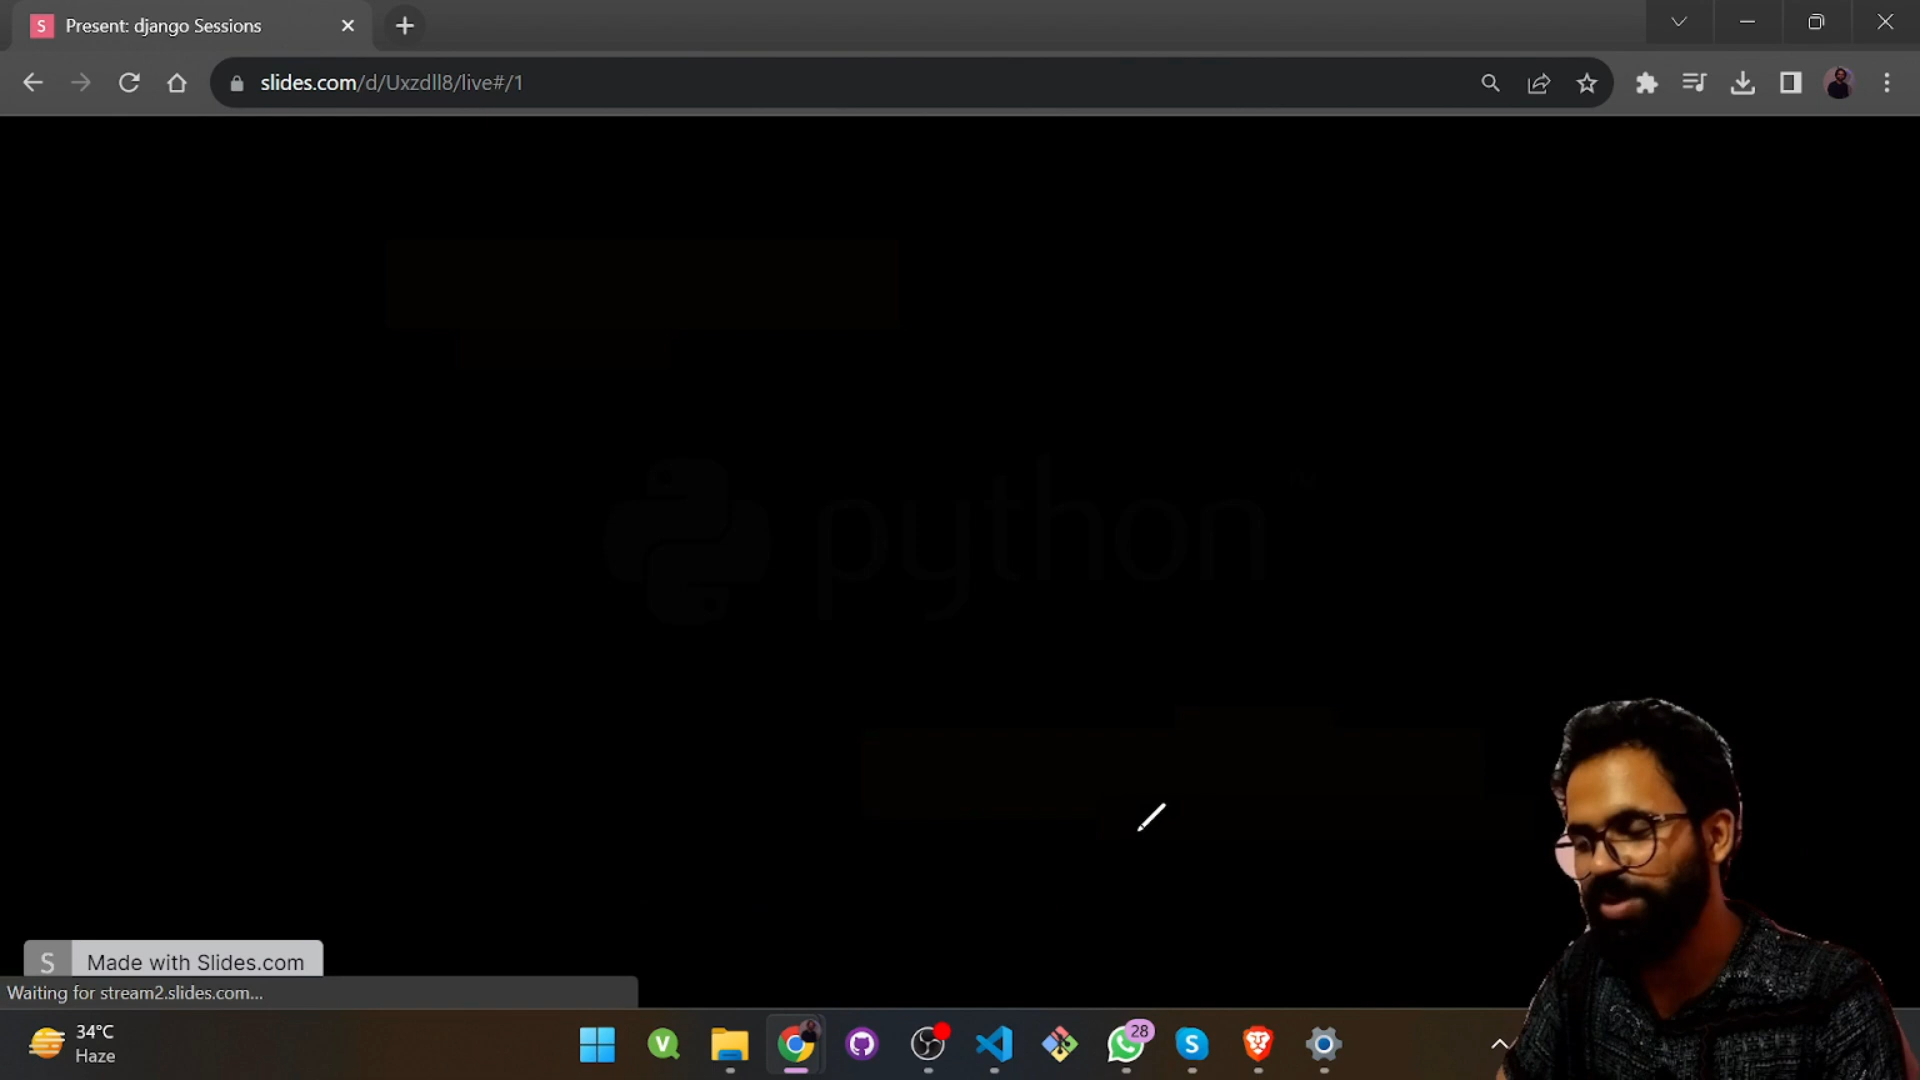 S Present: django Sessions
slides.com/d/Uxzdll8/live#/1
python
TM
S Made with Slides.com
Waiting for stream2.slides.com...
34°C
Haze
V
28
S